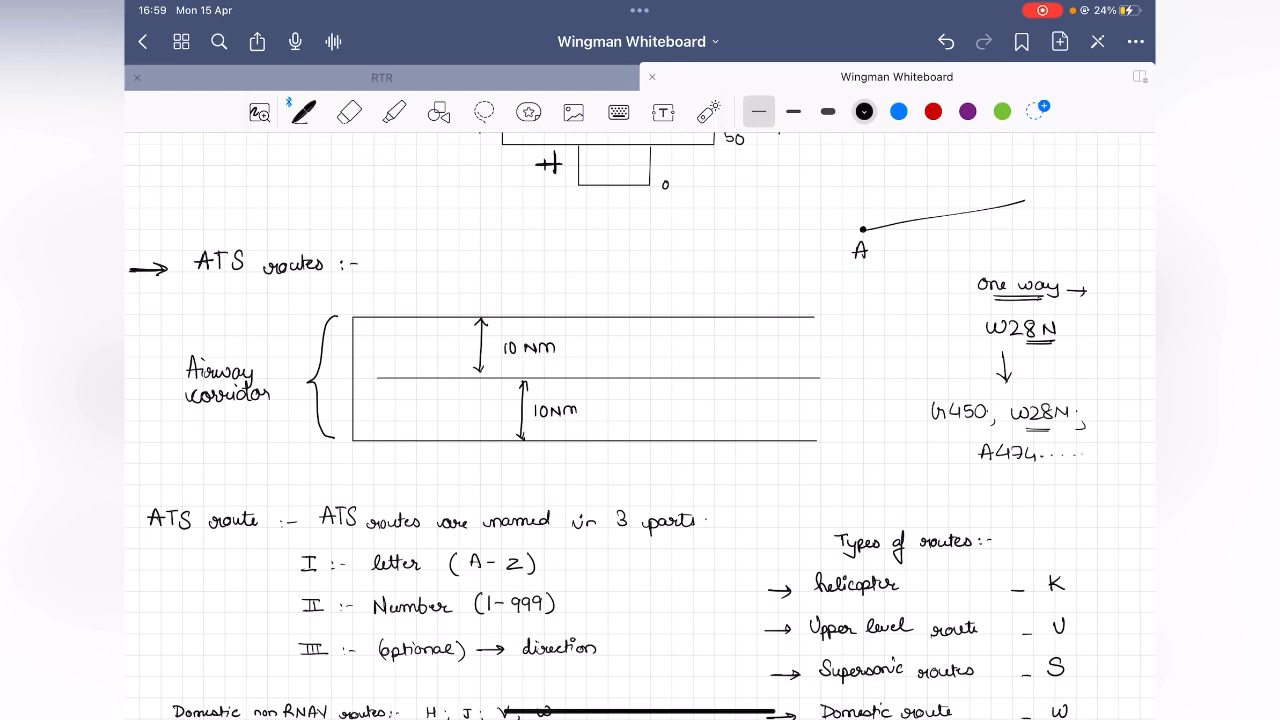 16:59 Mon 15 Apr
24%
Wingman Whiteboard
RTR
Wingman Whiteboard
50
H
0
A
→ ATS routes :-
one way →
W28N
10 NM
Airway
corridor
10NM
G450, W28N;
A474.....
ATS route :- ATS routes are named in 3 parts.
I :- letter (A - Z)
II :- Number (1-999)
III :- (optional) → direction
Types of routes :-
→ helicopter - K
→ Upper level route - U
→ Supersonic routes - S
→ Domestic route - W
Domestic non RNAV routes:- H; J; V, W